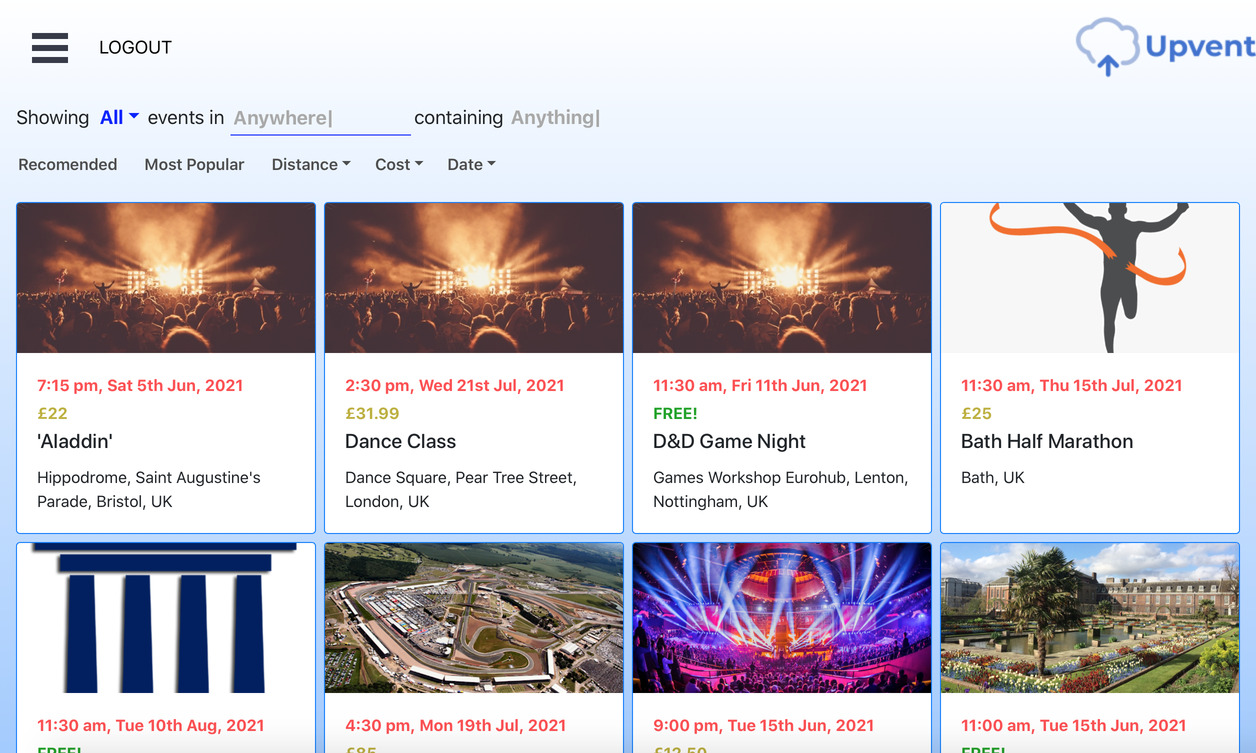 LOGOUT
Upvent
Showing All events in Anywhere| containing Anything|
Recomended Most Popular Distance Cost Date
7:15 pm, Sat 5th Jun, 2021
£22
'Aladdin'
Hippodrome, Saint Augustine's
Parade, Bristol, UK
2:30 pm, Wed 21st Jul, 2021
£31.99
Dance Class
Dance Square, Pear Tree Street,
London, UK
11:30 am, Fri 11th Jun, 2021
FREE!
D&D Game Night
Games Workshop Eurohub, Lenton,
Nottingham, UK
11:30 am, Thu 15th Jul, 2021
£25
Bath Half Marathon
Bath, UK
11:30 am, Tue 10th Aug, 2021
FREE!
4:30 pm, Mon 19th Jul, 2021
£85
9:00 pm, Tue 15th Jun, 2021
£12.50
11:00 am, Tue 15th Jun, 2021
FREE!